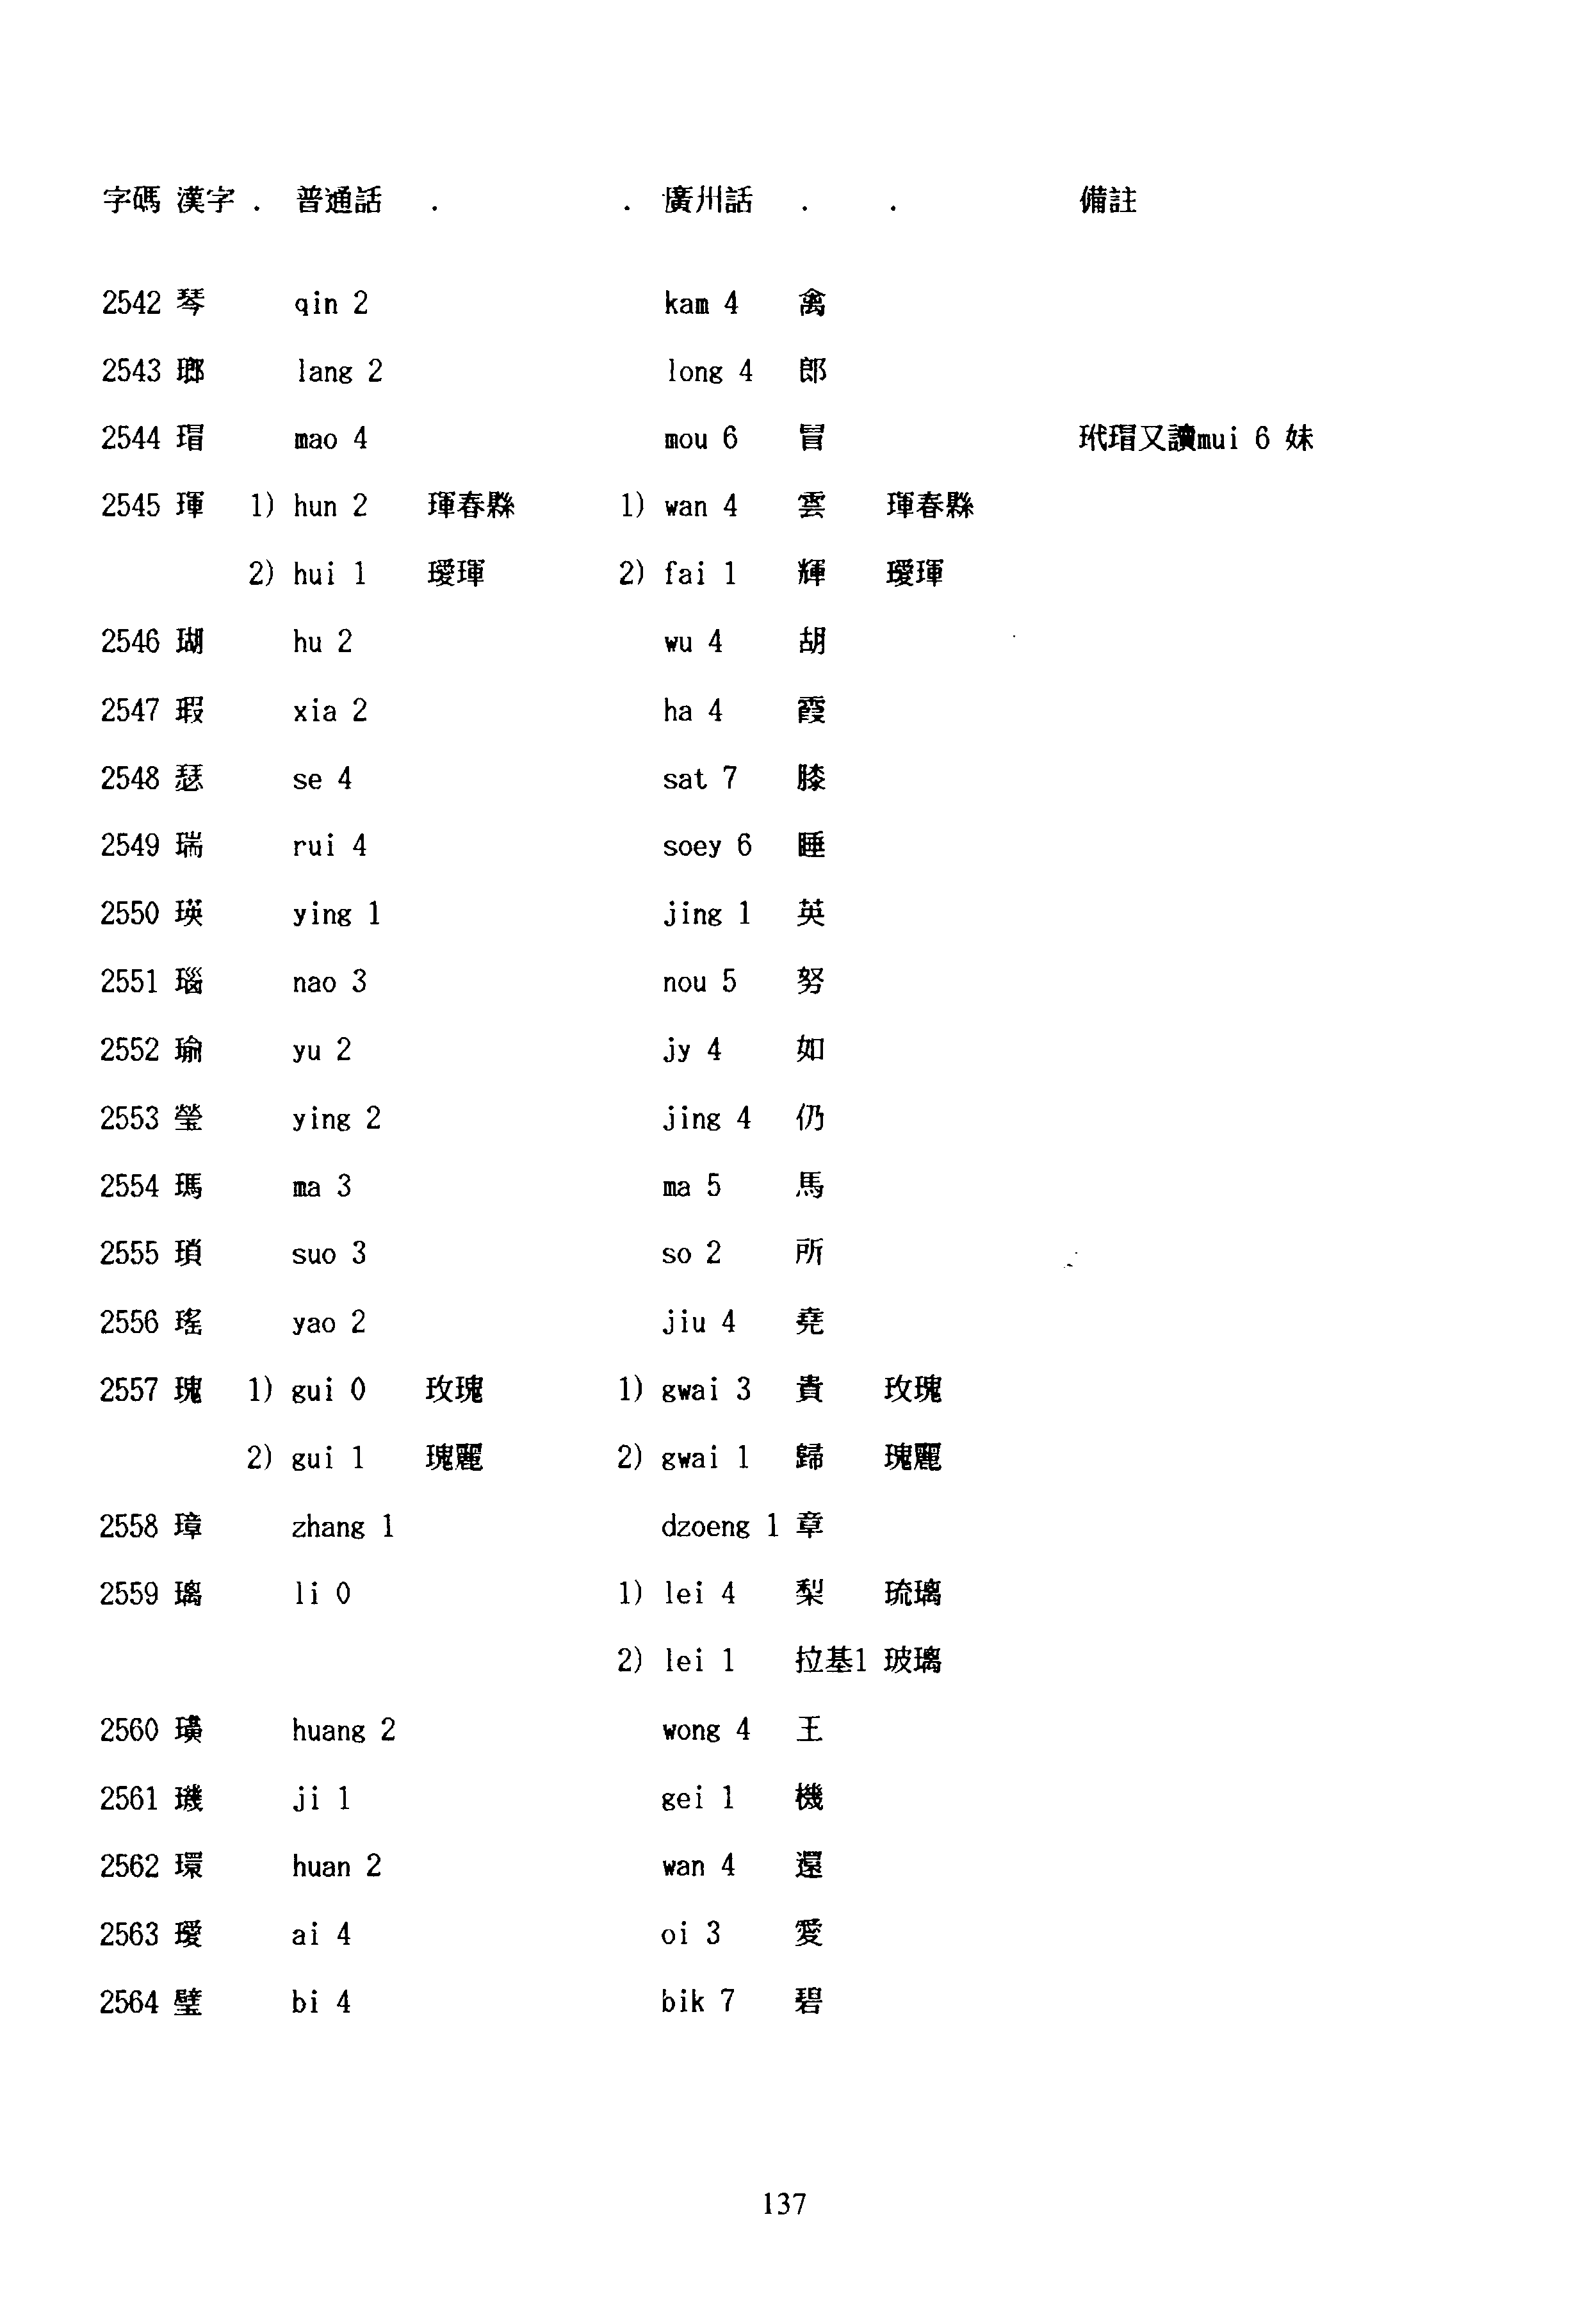 字碼 漢字 . 普通話 . . 廣州話 . . 備註
2542 琴 qin 2 kam 4 禽
2543 瑯 lang 2 long 4 郎
2544 瑁 mao 4 mou 6 冒 玳瑁又讀mui 6 妹
2545 琿 1) hun 2 琿春縣 1) wan 4 雲 琿春縣
2) hui 1 璦琿 2) fai 1 輝 璦琿
2546 瑚 hu 2 wu 4 胡
2547 瑕 xia 2 ha 4 霞
2548 瑟 se 4 sat 7 膝
2549 瑞 rui 4 soey 6 睡
2550 瑛 ying 1 jing 1 英
2551 瑙 nao 3 nou 5 努
2552 瑜 yu 2 jy 4 如
2553 瑩 ying 2 jing 4 仍
2554 瑪 ma 3 ma 5 馬
2555 瑣 suo 3 so 2 所
2556 瑤 yao 2 jiu 4 堯
2557 瑰 1) gui 0 玫瑰 1) gwai 3 貴 玫瑰
2) gui 1 瑰麗 2) gwai 1 歸 瑰麗
2558 璋 zhang 1 dzoeng 1 章
2559 璃 li 0 1) lei 4 梨 琉璃
2) lei 1 拉基1 玻璃
2560 璜 huang 2 wong 4 王
2561 璣 ji 1 gei 1 機
2562 環 huan 2 wan 4 還
2563 璦 ai 4 oi 3 愛
2564 璧 bi 4 bik 7 碧
137